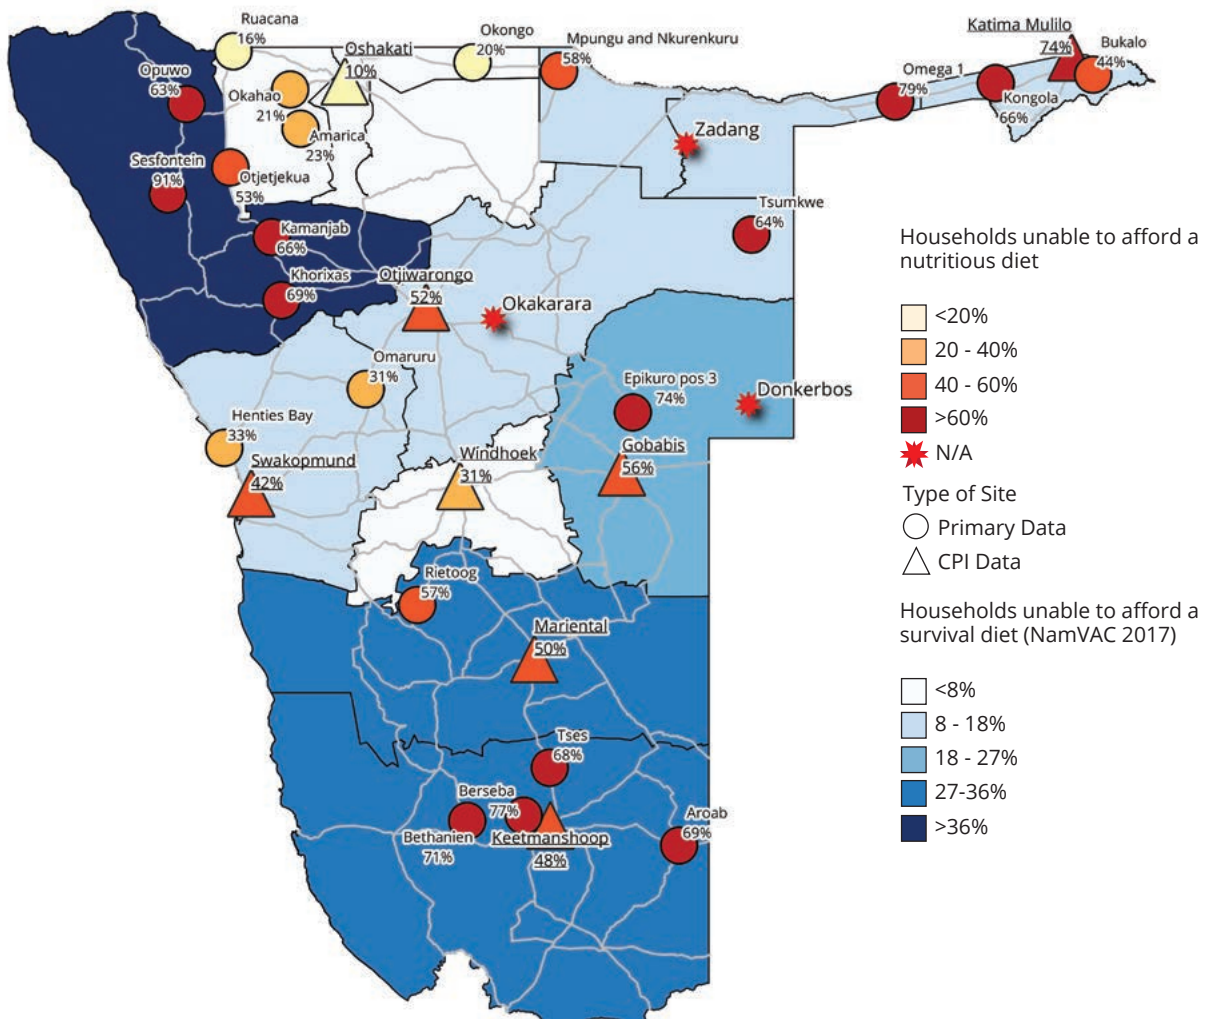 Ruacana
16%
Oshakati
10%
Okongo
20%
Mpungu and Nkurenkuru
58%
Katima Mulilo
74%
Bukalo
44%
Opuwo
63%
Okahao
21%
Omega 1
79%
Kongola
66%
Amarica
23%
Zadang
Sesfontein
91%
Otjetjekua
53%
Tsumkwe
64%
Kamanjab
66%
Khorixas
69%
Otjiwarongo
52%
Okakarara
Omaruru
31%
Epikuro pos 3
74%
Donkerbos
Henties Bay
33%
Swakopmund
42%
Windhoek
31%
Gobabis
56%
Rietoog
57%
Mariental
50%
Tses
68%
Berseba
77%
Bethanien
71%
Keetmanshoop
48%
Aroab
69%
Households unable to afford a
nutritious diet
<20%
20 - 40%
40 - 60%
>60%
N/A
Type of Site
Primary Data
CPI Data
Households unable to afford a
survival diet (NamVAC 2017)
<8%
8 - 18%
18 - 27%
27-36%
>36%